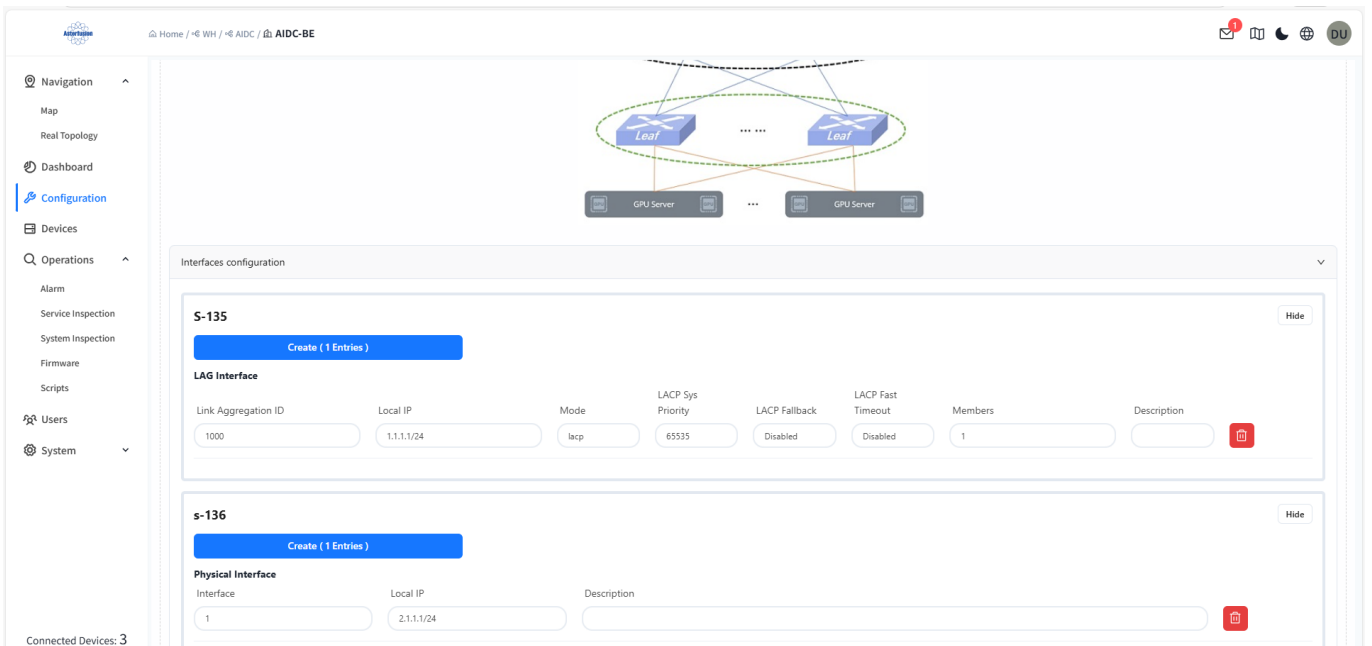 Asterfusion
Home / WH / AIDC / AIDC-BE
1
DU
Navigation
Map
Real Topology
Dashboard
Configuration
Devices
Operations
Alarm
Service Inspection
System Inspection
Firmware
Scripts
Users
System
Connected Devices: 3
Leaf ... ... Leaf
GPU Server ... GPU Server
Interfaces configuration
S-135
Hide
Create ( 1 Entries )
LAG Interface
Link Aggregation ID Local IP Mode LACP Sys Priority LACP Fallback LACP Fast Timeout Members Description
1000 1.1.1.1/24 lacp 65535 Disabled Disabled 1
s-136
Hide
Create ( 1 Entries )
Physical Interface
Interface Local IP Description
1 2.1.1.1/24